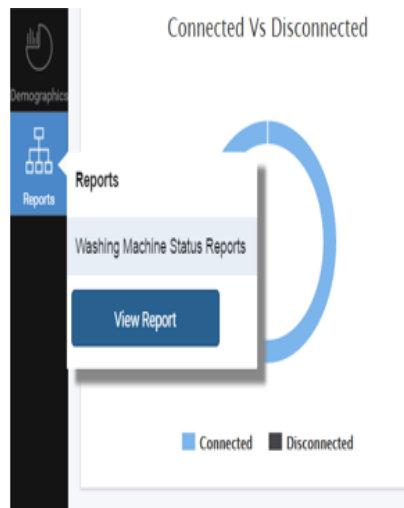 Connected Vs Disconnected
Demographics
Reports
Reports
Washing Machine Status Reports
View Report
Connected
Disconnected